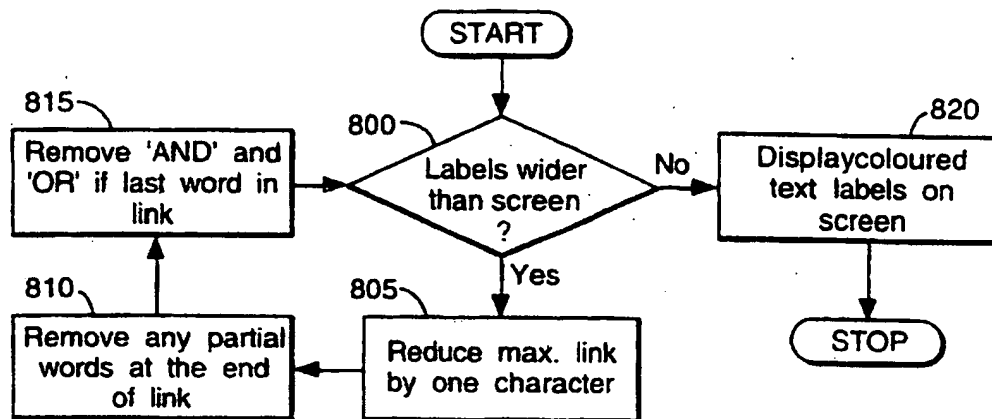 START
815
Remove 'AND' and
'OR' if last word in
link
800
Labels wider
than screen
?
No
820
Displaycoloured
text labels on
screen
Yes
810
Remove any partial
words at the end
of link
805
Reduce max. link
by one character
STOP